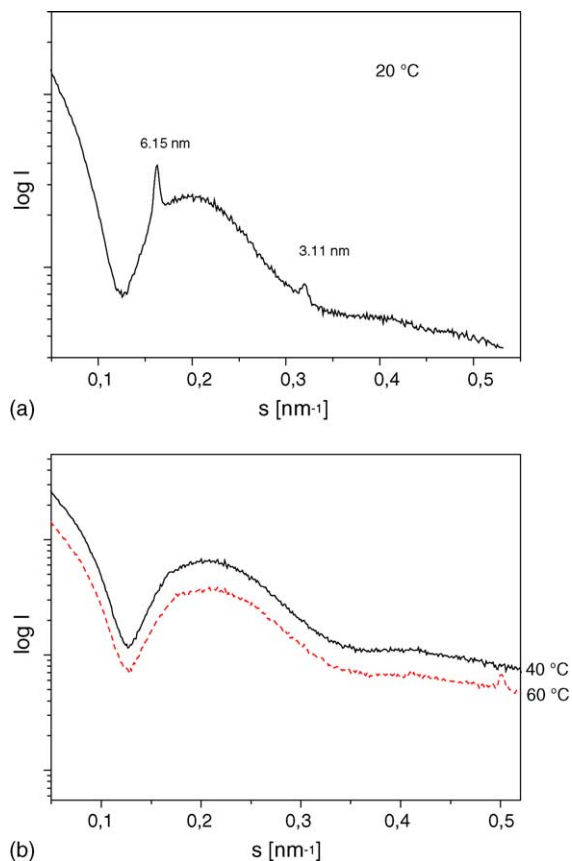 20 °C
6.15 nm
3.11 nm
log I
0,1 0,2 0,3 0,4 0,5
s [nm-1]
(a)
log I
40 °C
60 °C
0,1 0,2 0,3 0,4 0,5
s [nm-1]
(b)